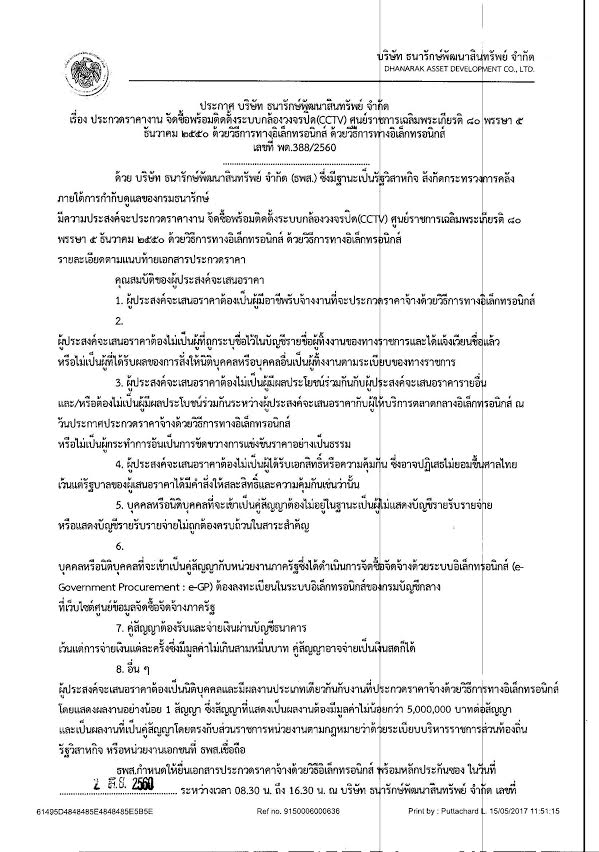 บริษัท ธนารักษ์พัฒนาสินทรัพย์ จำกัด
DHANARAK ASSET DEVELOPMENT CO., LTD.
ประกาศ บริษัท ธนารักษ์พัฒนาสินทรัพย์ จำกัด
เรื่อง ประกวดราคางาน จัดซื้อพร้อมติดตั้งระบบกล้องวงจรปิด(CCTV) ศูนย์ราชการเฉลิมพระเกียรติ ๘๐ พรรษา ๕
ธันวาคม ๒๕๕๐ ด้วยวิธีการทางอิเล็กทรอนิกส์ ด้วยวิธีการทางอิเล็กทรอนิกส์
เลขที่ พต.388/2560
ด้วย บริษัท ธนารักษ์พัฒนาสินทรัพย์ จำกัด (ธพส.) ซึ่งมีฐานะเป็นรัฐวิสาหกิจ สังกัดกระทรวงการคลัง
ภายใต้การกำกับดูแลของกรมธนารักษ์
มีความประสงค์จะประกวดราคางาน จัดซื้อพร้อมติดตั้งระบบกล้องวงจรปิด(CCTV) ศูนย์ราชการเฉลิมพระเกียรติ ๘๐
พรรษา ๕ ธันวาคม ๒๕๕๐ ด้วยวิธีการทางอิเล็กทรอนิกส์ ด้วยวิธีการทางอิเล็กทรอนิกส์
รายละเอียดตามแนบท้ายเอกสารประกวดราคา
คุณสมบัติของผู้ประสงค์จะเสนอราคา
1. ผู้ประสงค์จะเสนอราคาต้องเป็นผู้มีอาชีพรับจ้างงานที่จะประกวดราคาจ้างด้วยวิธีการทางอิเล็กทรอนิกส์
2.
ผู้ประสงค์จะเสนอราคาต้องไม่เป็นผู้ที่ถูกระบุชื่อไว้ในบัญชีรายชื่อผู้ทิ้งงานของทางราชการและได้แจ้งเวียนชื่อแล้ว
หรือไม่เป็นผู้ที่ได้รับผลของการสั่งให้นิติบุคคลหรือบุคคลอื่นเป็นผู้ทิ้งงานตามระเบียบของทางราชการ
3. ผู้ประสงค์จะเสนอราคาต้องไม่เป็นผู้มีผลประโยชน์ร่วมกันกับผู้ประสงค์จะเสนอราคารายอื่น
และ/หรือต้องไม่เป็นผู้มีผลประโยชน์ร่วมกันระหว่างผู้ประสงค์จะเสนอราคากับผู้ให้บริการตลาดกลางอิเล็กทรอนิกส์ ณ
วันประกาศประกวดราคาจ้างด้วยวิธีการทางอิเล็กทรอนิกส์
หรือไม่เป็นผู้กระทำการอันเป็นการขัดขวางการแข่งขันราคาอย่างเป็นธรรม
4. ผู้ประสงค์จะเสนอราคาต้องไม่เป็นผู้ได้รับเอกสิทธิ์หรือความคุ้มกัน ซึ่งอาจปฏิเสธไม่ยอมขึ้นศาลไทย
เว้นแต่รัฐบาลของผู้เสนอราคาได้มีคำสั่งให้สละสิทธิ์และความคุ้มกันเช่นว่านั้น
5. บุคคลหรือนิติบุคคลที่จะเข้าเป็นคู่สัญญาต้องไม่อยู่ในฐานะเป็นผู้ไม่แสดงบัญชีรายรับรายจ่าย
หรือแสดงบัญชีรายรับรายจ่ายไม่ถูกต้องครบถ้วนในสาระสำคัญ
6.
บุคคลหรือนิติบุคคลที่จะเข้าเป็นคู่สัญญากับหน่วยงานภาครัฐซึ่งได้ดำเนินการจัดซื้อจัดจ้างด้วยระบบอิเล็กทรอนิกส์ (e-
Government Procurement : e-GP) ต้องลงทะเบียนในระบบอิเล็กทรอนิกส์ของกรมบัญชีกลาง
ที่เว็บไซต์ศูนย์ข้อมูลจัดซื้อจัดจ้างภาครัฐ
7. คู่สัญญาต้องรับและจ่ายเงินผ่านบัญชีธนาคาร
เว้นแต่การจ่ายเงินแต่ละครั้งซึ่งมีมูลค่าไม่เกินสามหมื่นบาท คู่สัญญาอาจจ่ายเป็นเงินสดก็ได้
8. อื่น ๆ
ผู้ประสงค์จะเสนอราคาต้องเป็นนิติบุคคลและมีผลงานประเภทเดียวกันกับงานที่ประกวดราคาจ้างด้วยวิธีการทางอิเล็กทรอนิกส์
โดยแสดงผลงานอย่างน้อย 1 สัญญา ซึ่งสัญญาที่แสดงเป็นผลงานต้องมีมูลค่าไม่น้อยกว่า 5,000,000 บาทต่อสัญญา
และเป็นผลงานที่เป็นคู่สัญญาโดยตรงกับส่วนราชการหน่วยงานตามกฎหมายว่าด้วยระเบียบบริหารราชการส่วนท้องถิ่น
รัฐวิสาหกิจ หรือหน่วยงานเอกชนที่ ธพส.เชื่อถือ
ธพส.กำหนดให้ยื่นเอกสารประกวดราคาจ้างด้วยวิธีอิเล็กทรอนิกส์ พร้อมหลักประกันซอง ในวันที่
2 มิ.ย. 2560 ระหว่างเวลา 08.30 น. ถึง 16.30 น. ณ บริษัท ธนารักษ์พัฒนาสินทรัพย์ จำกัด เลขที่
61495D4848485E4848485E5B5E Ref no. 9150006000636 Print by : Puttachard L. 15/05/2017 11:51:15